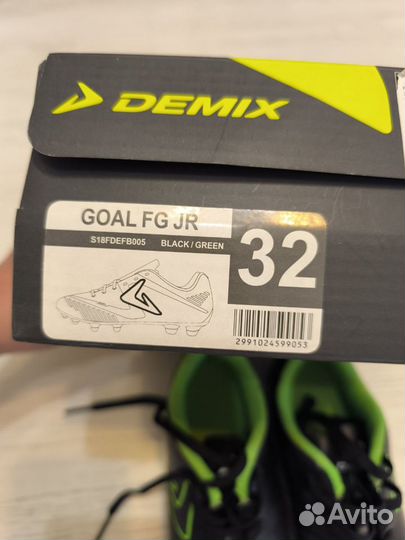 DEMIX
GOAL FG JR
S18FDEFB005 BLACK/GREEN
32
2991024599053
Avito